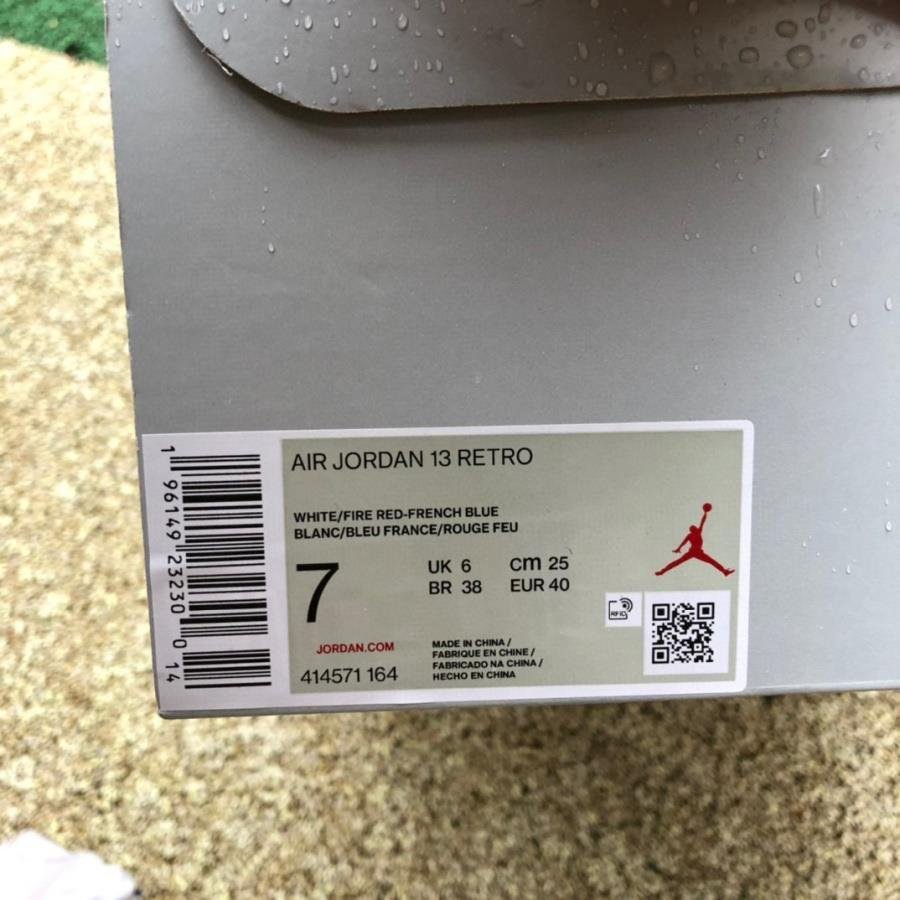 AIR JORDAN 13 RETRO
WHITE/FIRE RED-FRENCH BLUE
BLANC/BLEU FRANCE/ROUGE FEU
7
UK 6 cm 25
BR 38 EUR 40
JORDAN.COM
414571 164
MADE IN CHINA /
FABRIQUE EN CHINE /
FABRICADO NA CHINA /
HECHO EN CHINA
RFID
1 96149 23230 0 14